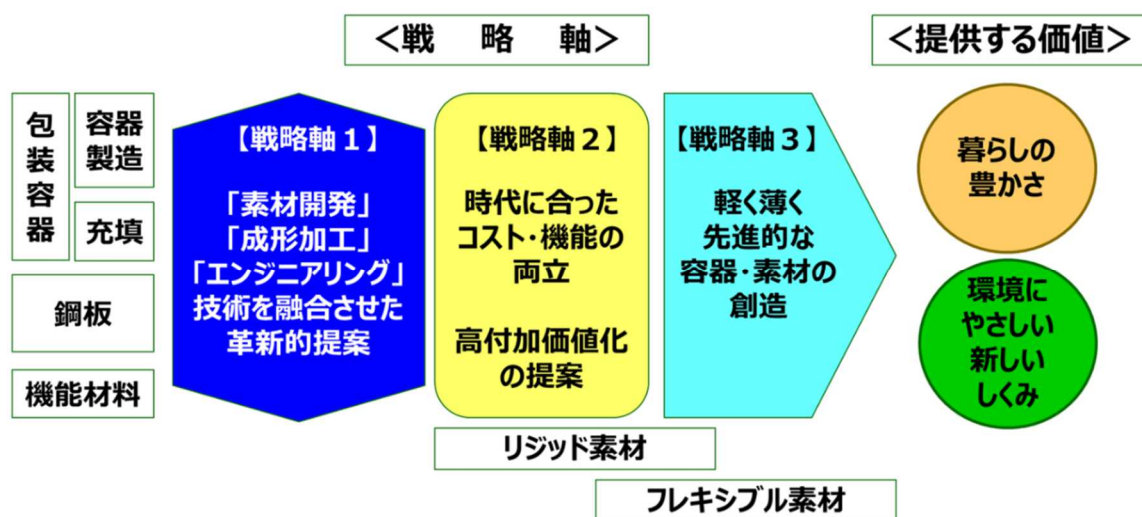 ＜戦　略　軸＞
＜提供する価値＞
包
装
容
器
容器
製造
充填
鋼板
機能材料
【戦略軸１】
「素材開発」
「成形加工」
「エンジニアリング」
技術を融合させた
革新的提案
【戦略軸２】
時代に合った
コスト・機能の
両立
高付加価値化
の提案
【戦略軸３】
軽く薄く
先進的な
容器・素材の
創造
暮らしの
豊かさ
環境に
やさしい
新しい
しくみ
リジッド素材
フレキシブル素材